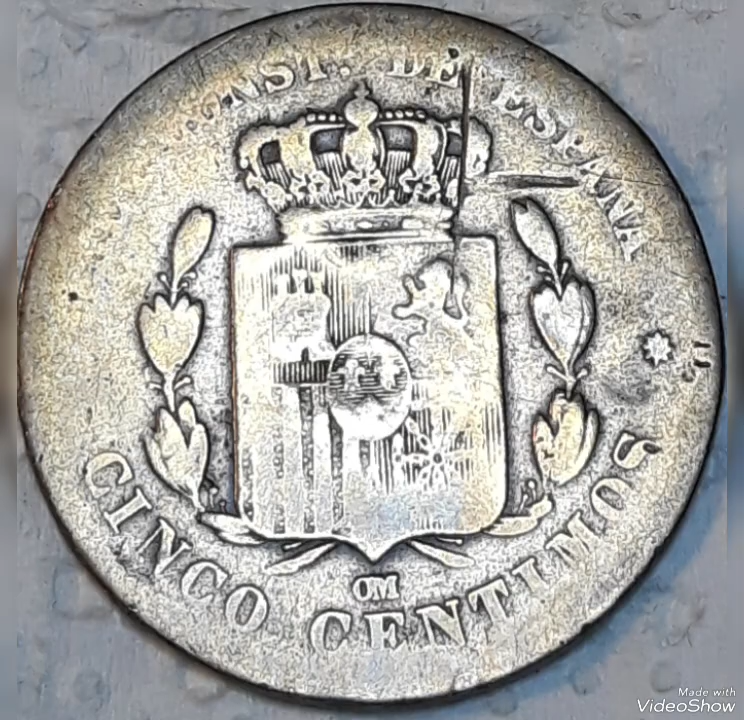 NST. DE ESPAÑA
OM
CINCO CENTIMOS
Made with
VideoShow